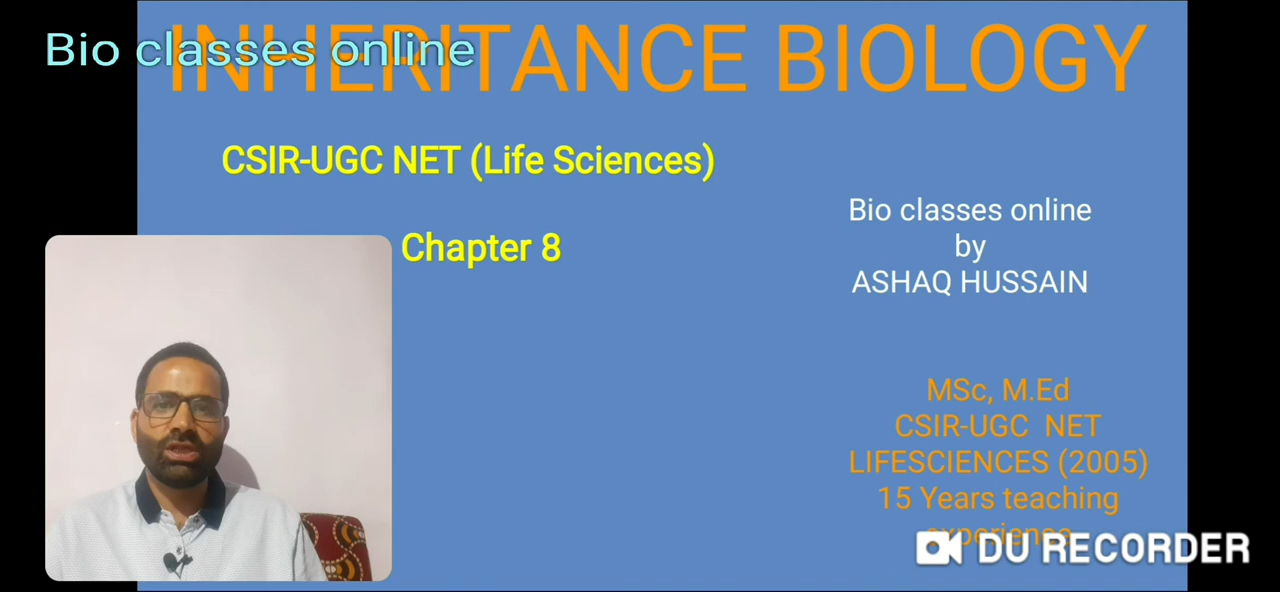 INHERITANCE BIOLOGY
Bio classes online
CSIR-UGC NET (Life Sciences)
Chapter 8
Bio classes online
by
ASHAQ HUSSAIN
MSc, M.Ed
CSIR-UGC NET
LIFESCIENCES (2005)
15 Years teaching
experience
DU RECORDER